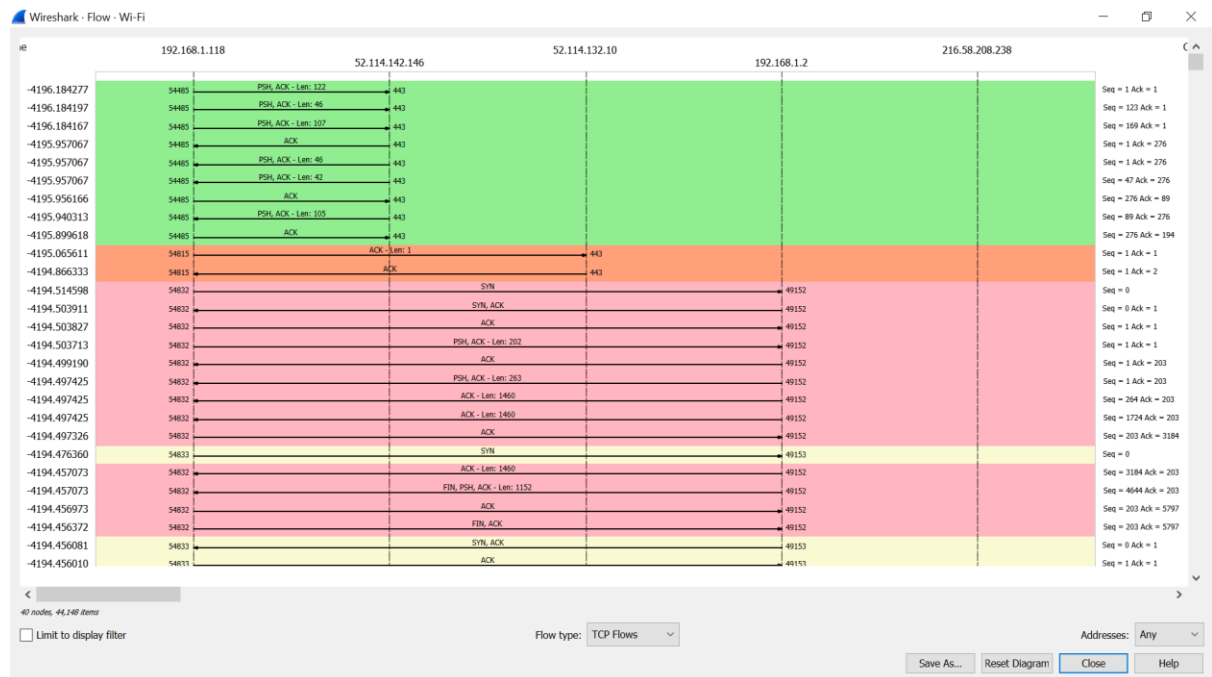 Wireshark · Flow · Wi-Fi
192.168.1.118 52.114.132.10 216.58.208.238
52.114.142.146 192.168.1.2
-4196.184277 54485 PSH, ACK - Len: 122 443 Seq = 1 Ack = 1
-4196.184197 54485 PSH, ACK - Len: 46 443 Seq = 123 Ack = 1
-4196.184167 54485 PSH, ACK - Len: 107 443 Seq = 169 Ack = 1
-4195.957067 54485 ACK 443 Seq = 1 Ack = 276
-4195.957067 54485 PSH, ACK - Len: 46 443 Seq = 1 Ack = 276
-4195.957067 54485 PSH, ACK - Len: 42 443 Seq = 47 Ack = 276
-4195.956166 54485 ACK 443 Seq = 276 Ack = 89
-4195.940313 54485 PSH, ACK - Len: 105 443 Seq = 89 Ack = 276
-4195.899618 54485 ACK 443 Seq = 276 Ack = 194
-4195.065611 54815 ACK - Len: 1 443 Seq = 1 Ack = 1
-4194.866333 54815 ACK 443 Seq = 1 Ack = 2
-4194.514598 54832 SYN 49152 Seq = 0
-4194.503911 54832 SYN, ACK 49152 Seq = 0 Ack = 1
-4194.503827 54832 ACK 49152 Seq = 1 Ack = 1
-4194.503713 54832 PSH, ACK - Len: 202 49152 Seq = 1 Ack = 1
-4194.499190 54832 ACK 49152 Seq = 1 Ack = 203
-4194.497425 54832 PSH, ACK - Len: 263 49152 Seq = 1 Ack = 203
-4194.497425 54832 ACK - Len: 1460 49152 Seq = 264 Ack = 203
-4194.497425 54832 ACK - Len: 1460 49152 Seq = 1724 Ack = 203
-4194.497326 54832 ACK 49152 Seq = 203 Ack = 3184
-4194.476360 54833 SYN 49153 Seq = 0
-4194.457073 54832 ACK - Len: 1460 49152 Seq = 3184 Ack = 203
-4194.457073 54832 FIN, PSH, ACK - Len: 1152 49152 Seq = 4644 Ack = 203
-4194.456973 54832 ACK 49152 Seq = 203 Ack = 5797
-4194.456372 54832 FIN, ACK 49152 Seq = 203 Ack = 5797
-4194.456081 54833 SYN, ACK 49153 Seq = 0 Ack = 1
-4194.456010 54833 ACK 49153 Seq = 1 Ack = 1
40 nodes, 44,148 items
Limit to display filter Flow type: TCP Flows Addresses: Any
Save As... Reset Diagram Close Help